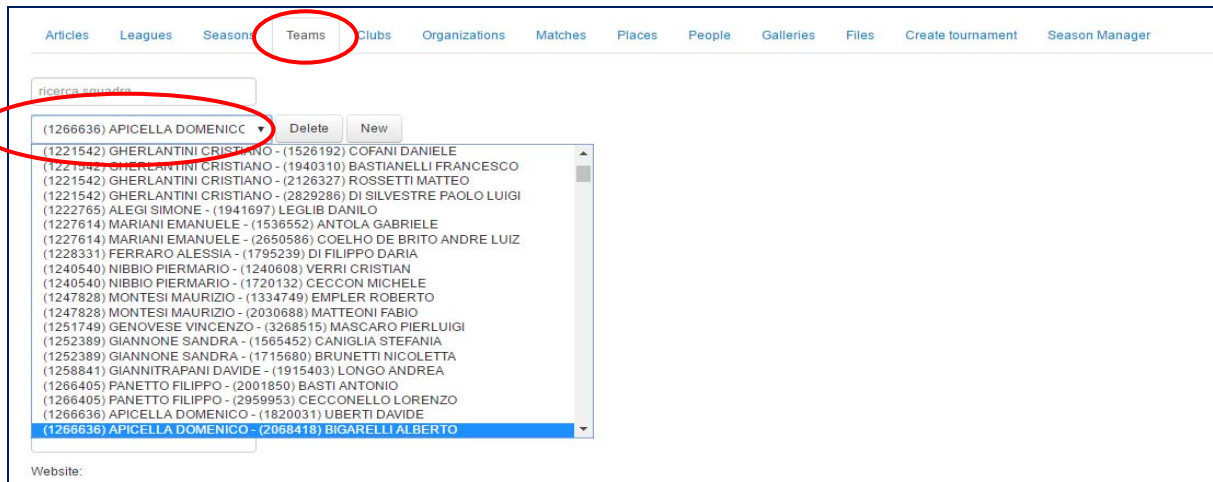 Articles Leagues Seasons Teams Clubs Organizations Matches Places People Galleries Files Create tournament Season Manager
ricerca squadra
(1266636) APICELLA DOMENICC Delete New
(1221542) GHERLANTINI CRISTIANO - (1526192) COFANI DANIELE
(1221542) GHERLANTINI CRISTIANO - (1940310) BASTIANELLI FRANCESCO
(1221542) GHERLANTINI CRISTIANO - (2126327) ROSSETTI MATTEO
(1221542) GHERLANTINI CRISTIANO - (2829286) DI SILVESTRE PAOLO LUIGI
(1222765) ALEGI SIMONE - (1941697) LEGLIB DANILO
(1227614) MARIANI EMANUELE - (1536552) ANTOLA GABRIELE
(1227614) MARIANI EMANUELE - (2650586) COELHO DE BRITO ANDRE LUIZ
(1228331) FERRARO ALESSIA - (1795239) DI FILIPPO DARIA
(1240540) NIBBIO PIERMARIO - (1240608) VERRI CRISTIAN
(1240540) NIBBIO PIERMARIO - (1720132) CECCON MICHELE
(1247828) MONTESI MAURIZIO - (1334749) EMPLER ROBERTO
(1247828) MONTESI MAURIZIO - (2030688) MATTEONI FABIO
(1251749) GENOVESE VINCENZO - (3268515) MASCARO PIERLUIGI
(1252389) GIANNONE SANDRA - (1565452) CANIGLIA STEFANIA
(1252389) GIANNONE SANDRA - (1715680) BRUNETTI NICOLETTA
(1258841) GIANNITRAPANI DAVIDE - (1915403) LONGO ANDREA
(1266405) PANETTO FILIPPO - (2001850) BASTI ANTONIO
(1266405) PANETTO FILIPPO - (2959953) CECCONELLO LORENZO
(1266636) APICELLA DOMENICO - (1820031) UBERTI DAVIDE
(1266636) APICELLA DOMENICO - (2068418) BIGARELLI ALBERTO
Website: